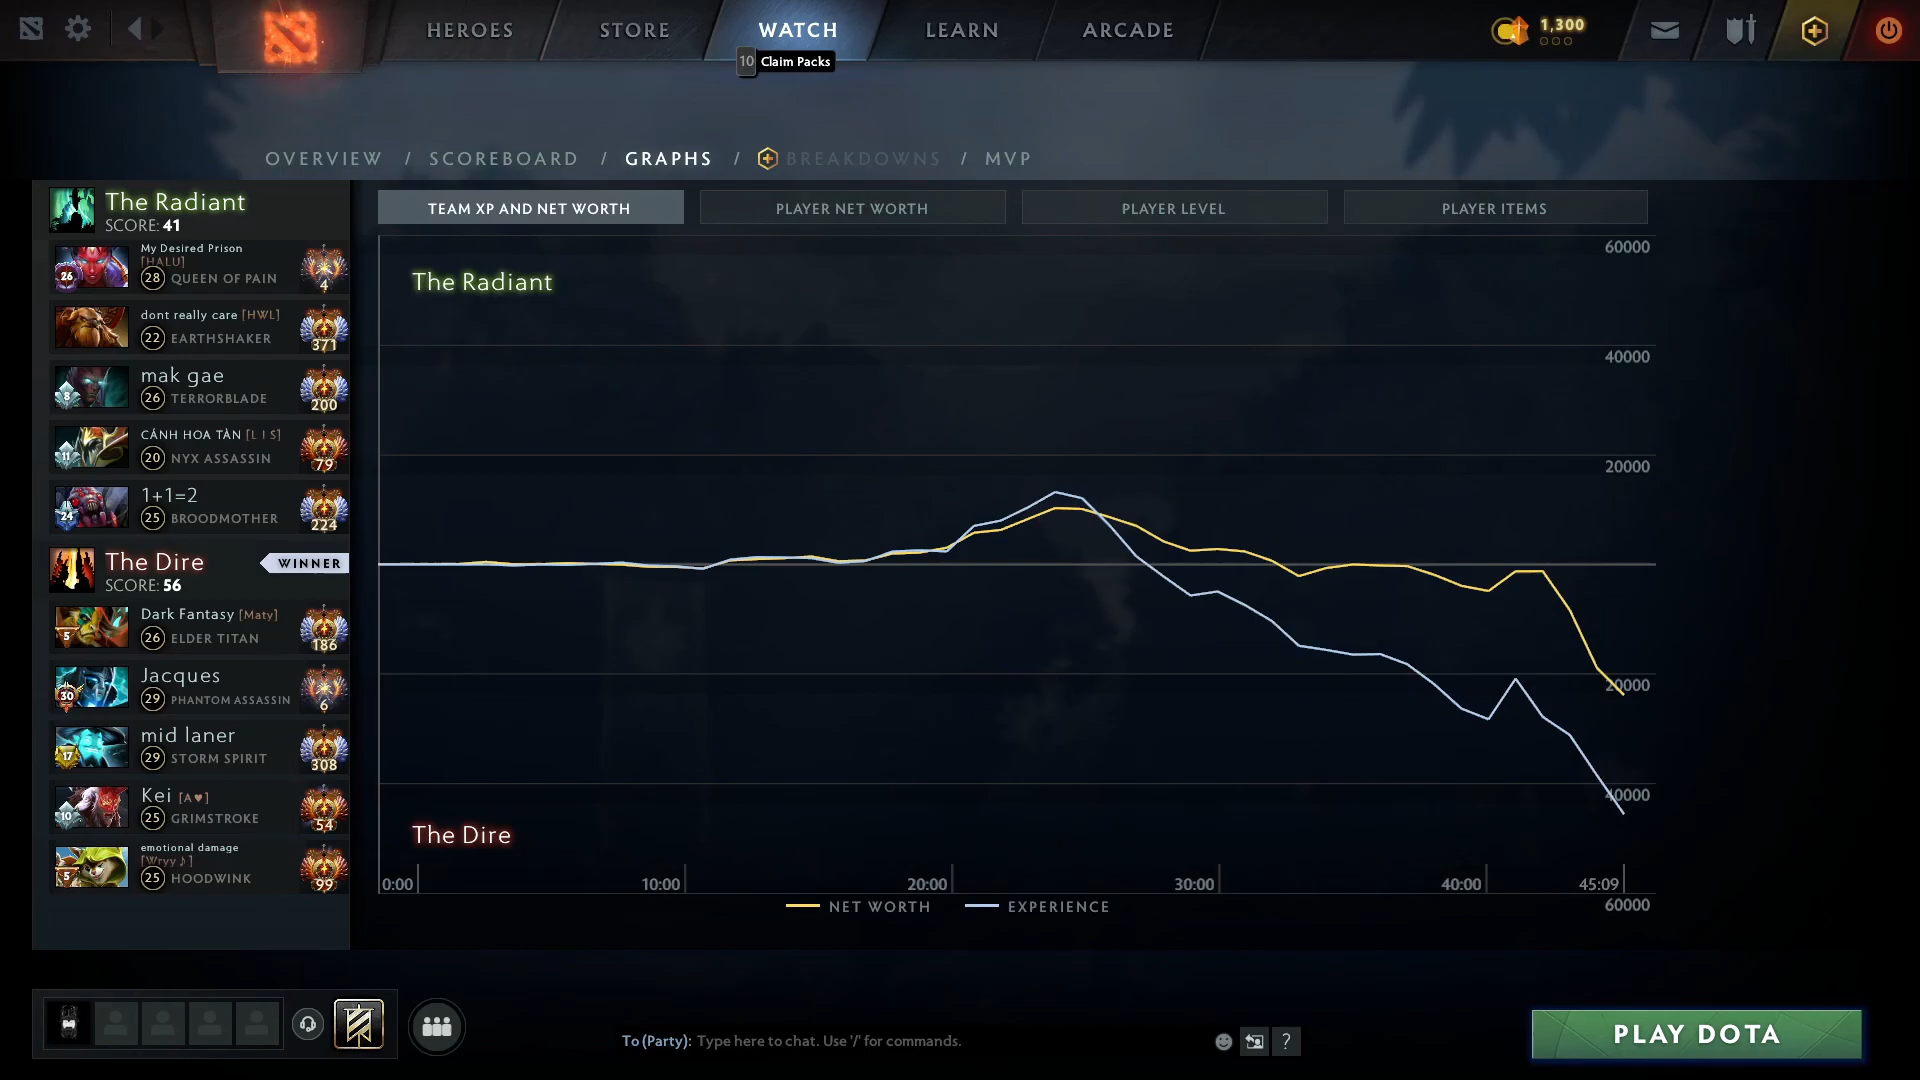 HEROES
STORE
WATCH
LEARN
ARCADE
1,300
10 Claim Packs
OVERVIEW / SCOREBOARD / GRAPHS / BREAKDOWNS / MVP
The Radiant
SCORE: 41
My Desired Prison
[HALU]
26
28 QUEEN OF PAIN
4
dont really care [HWL]
22 EARTHSHAKER
371
mak gae
8
26 TERRORBLADE
200
CÁNH HOA TÀN [L I S]
11
20 NYX ASSASSIN
79
1+1=2
24
25 BROODMOTHER
224
The Dire
WINNER
SCORE: 56
Dark Fantasy [Maty]
5
26 ELDER TITAN
186
Jacques
30
29 PHANTOM ASSASSIN
6
mid laner
17
29 STORM SPIRIT
308
Kei [A♥]
10
25 GRIMSTROKE
54
emotional damage
[Wryy♪]
5
25 HOODWINK
99
TEAM XP AND NET WORTH
PLAYER NET WORTH
PLAYER LEVEL
PLAYER ITEMS
60000
The Radiant
40000
20000
20000
40000
The Dire
0:00
10:00
20:00
30:00
40:00
45:09
60000
NET WORTH
EXPERIENCE
To (Party): Type here to chat. Use '/' for commands.
?
PLAY DOTA